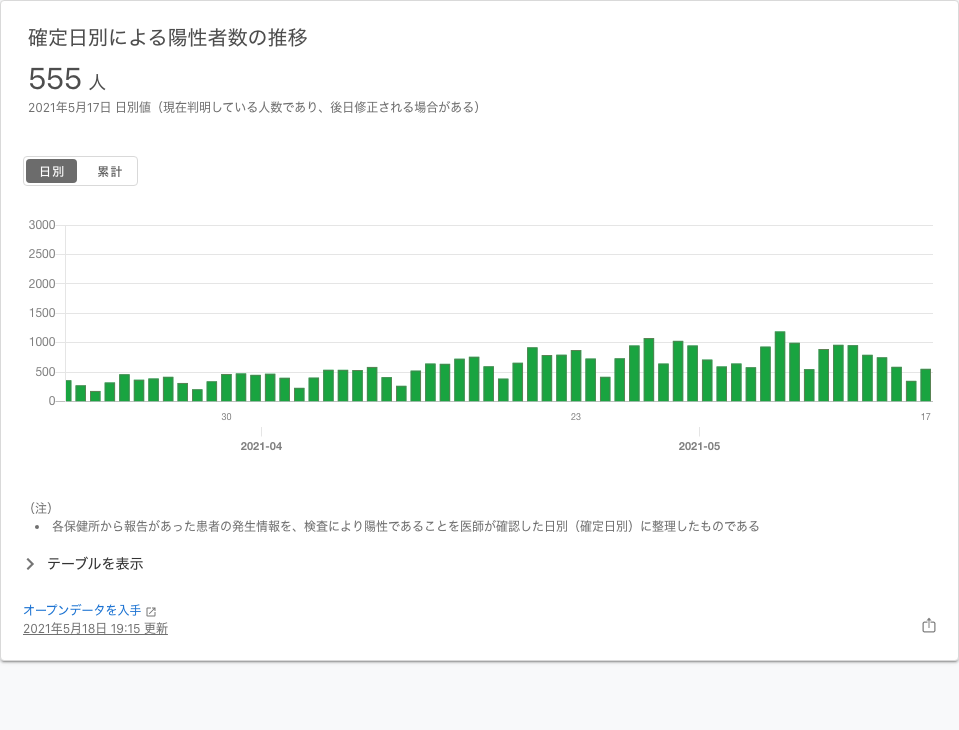 確定日別による陽性者数の推移
555 人
2021年5月17日 日別値（現在判明している人数であり、後日修正される場合がある）
日別 累計
3000
2500
2000
1500
1000
500
0
30 23 17
2021-04 2021-05
（注）
• 各保健所から報告があった患者の発生情報を、検査により陽性であることを医師が確認した日別（確定日別）に整理したものである
テーブルを表示
オープンデータを入手
2021年5月18日 19:15 更新